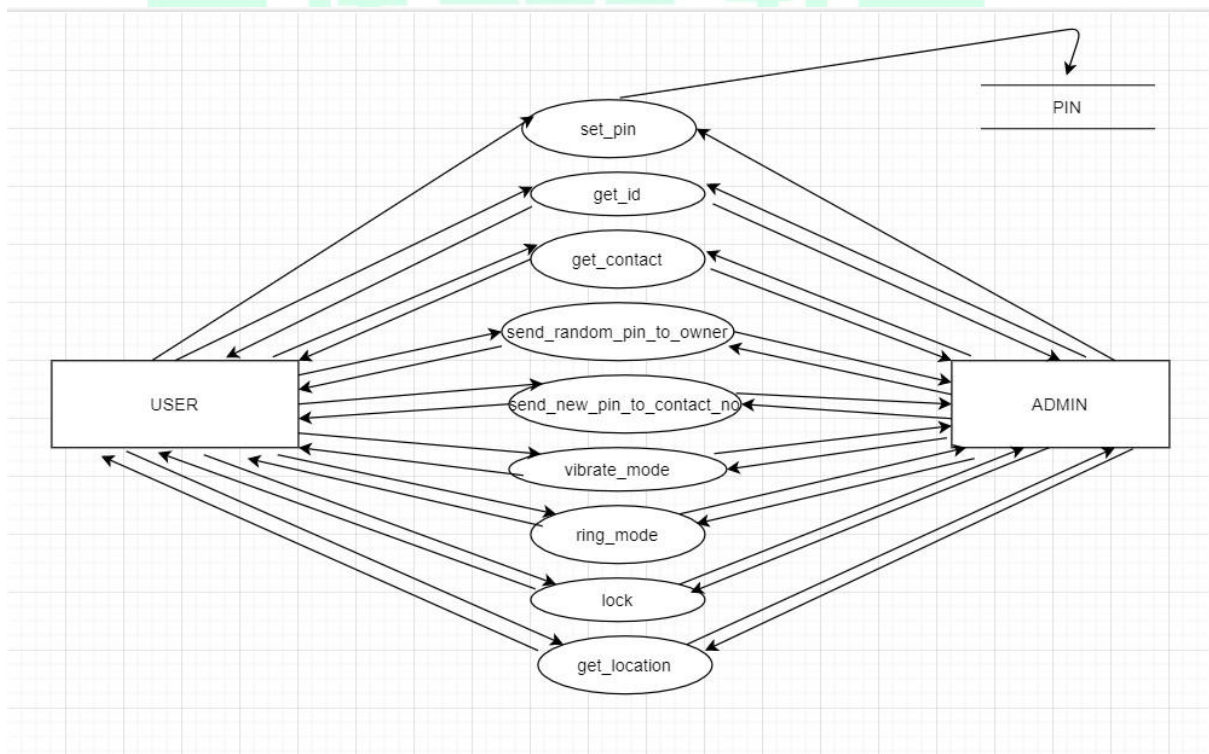 PIN
set_pin
get_id
get_contact
send_random_pin_to_owner
USER
send_new_pin_to_contact_no
ADMIN
vibrate_mode
ring_mode
lock
get_location